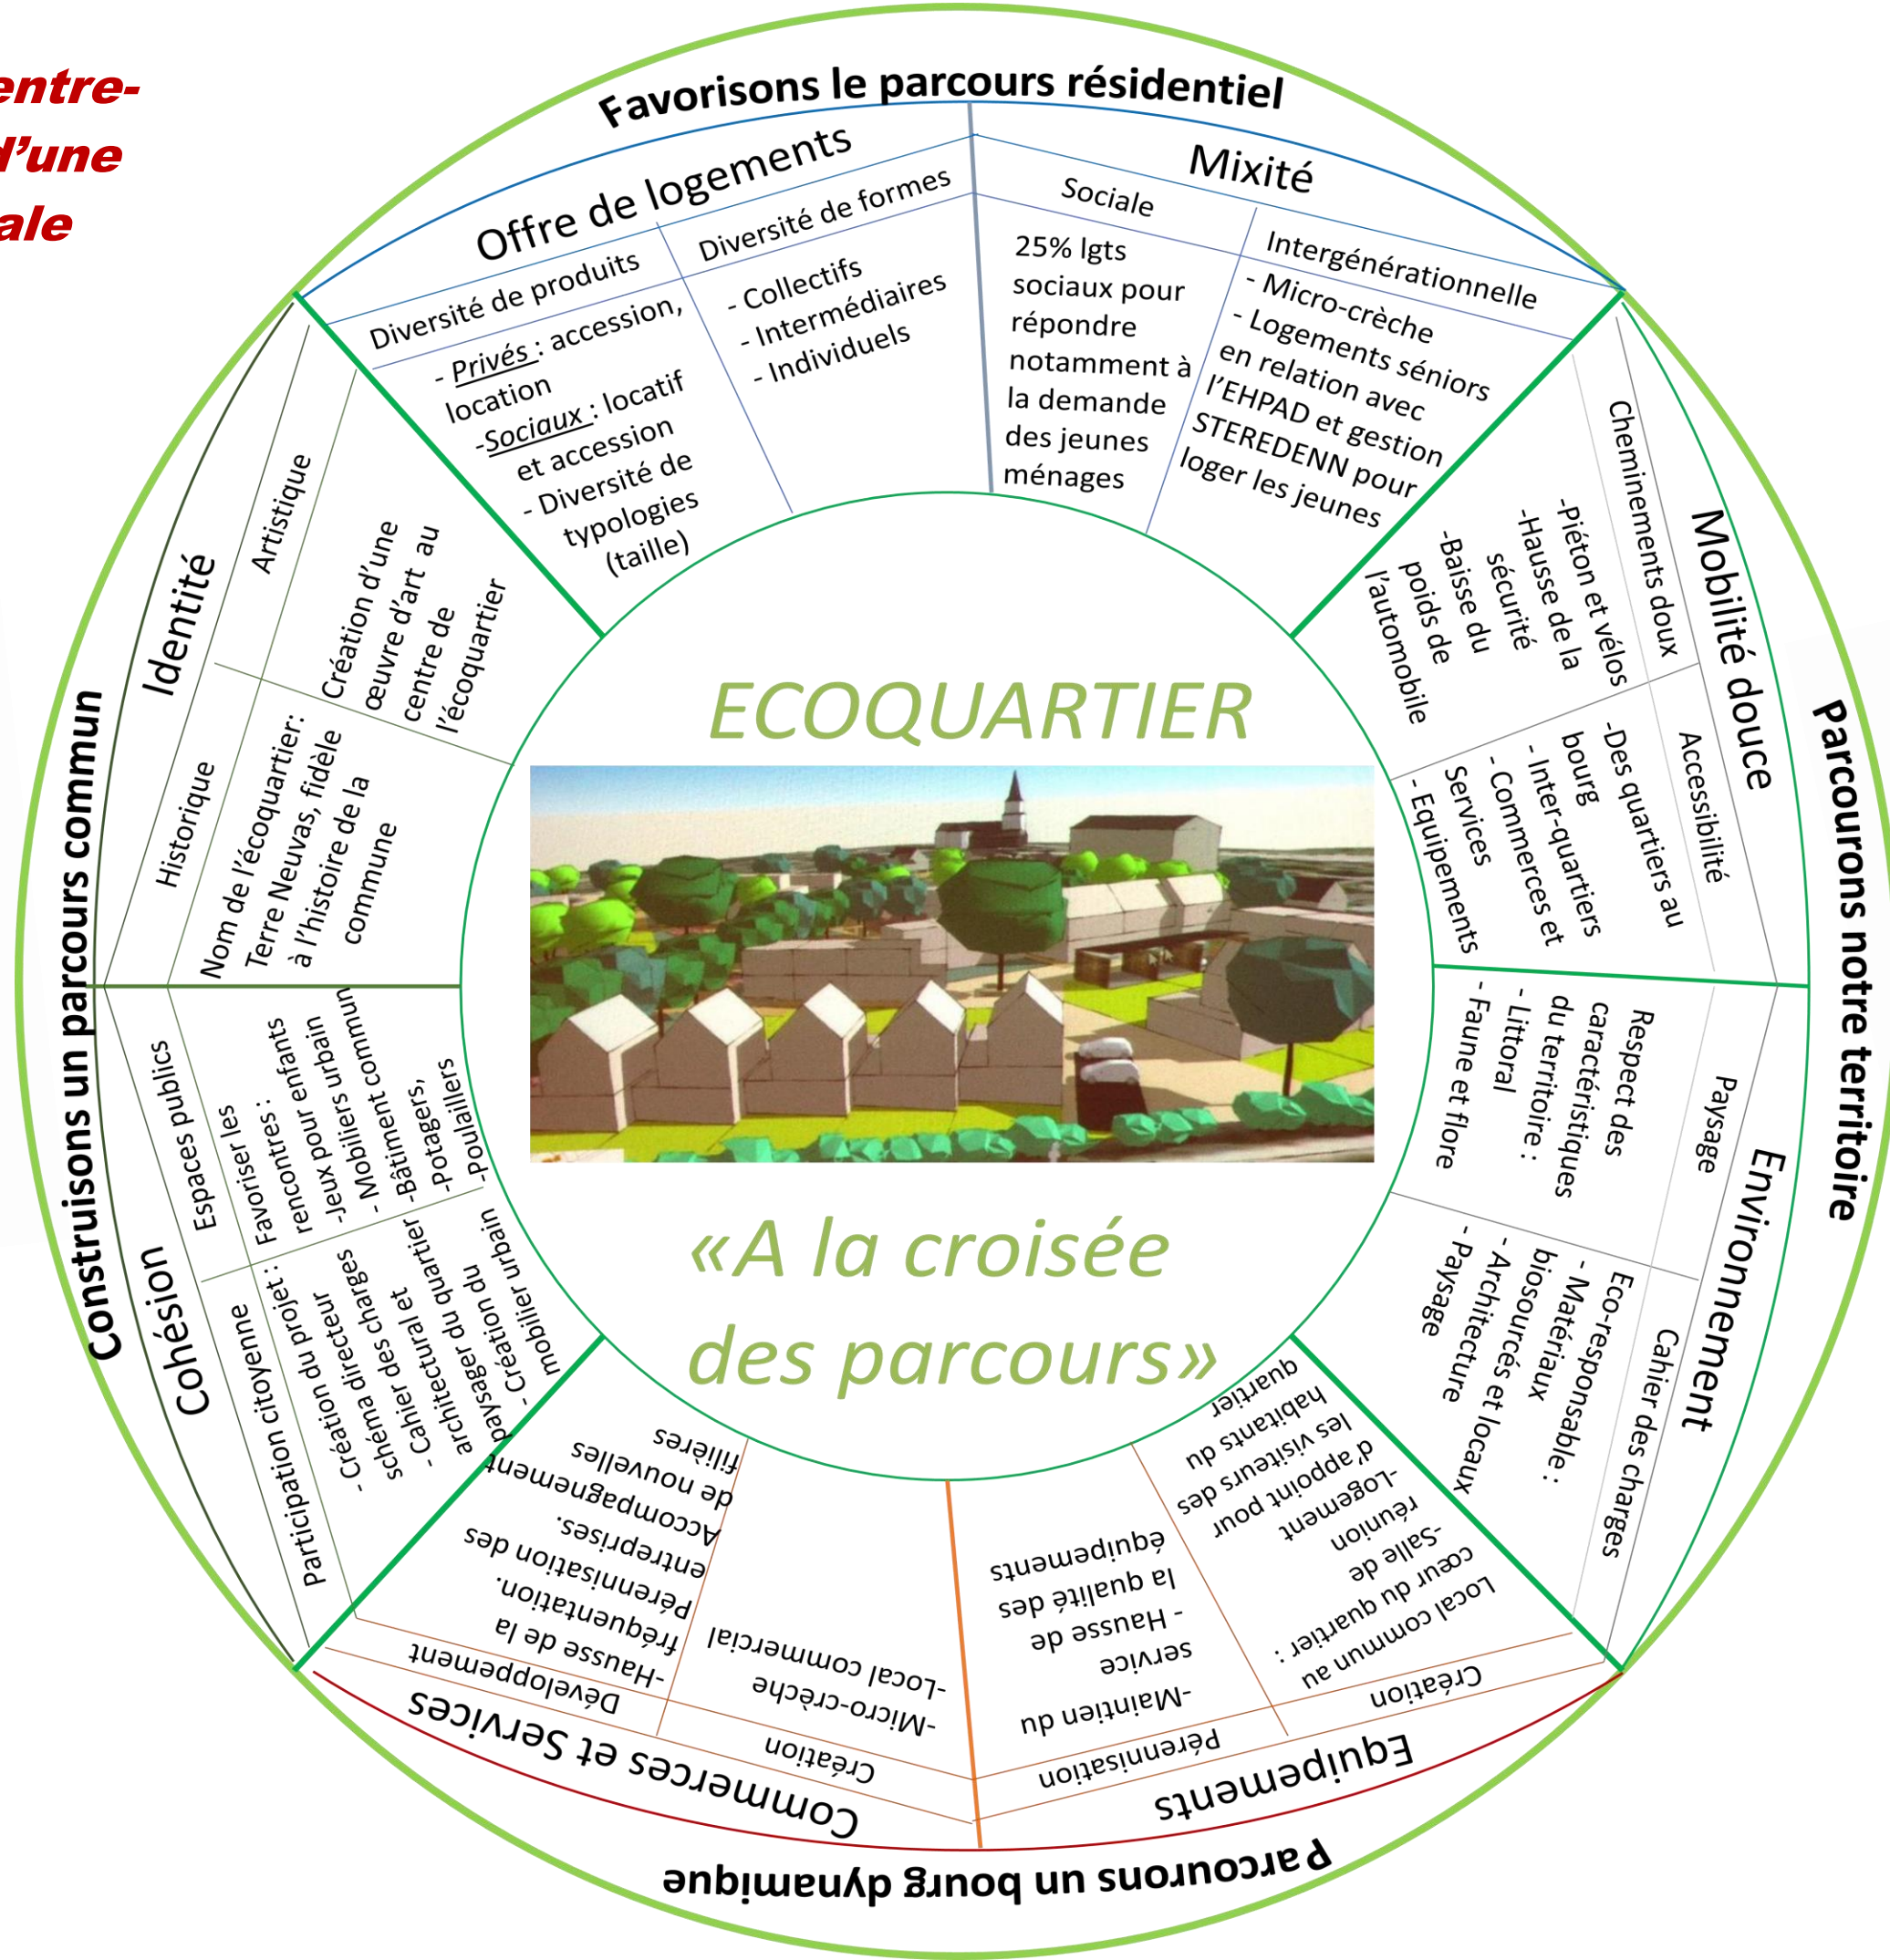 entre-
d'une
ale
Favorisons le parcours résidentiel
Offre de logements
Diversité de produits
- Privés : accession,
location
-Sociaux : locatif
et accession
- Diversité de
typologies
(taille)
Diversité de formes
- Collectifs
- Intermédiaires
- Individuels
Mixité
Sociale
25% lgts
sociaux pour
répondre
notamment à
la demande
des jeunes
ménages
Intergénérationnelle
- Micro-crèche
- Logements séniors
en relation avec
l'EHPAD et gestion
STEREDENN pour
loger les jeunes
Parcourons notre territoire
Mobilité douce
Cheminements doux
-Piéton et vélos
-Hausse de la
sécurité
-Baisse du
poids de
l'automobile
Accessibilité
-Des quartiers au
bourg
- Inter-quartiers
- Commerces et
Services
- Equipements
Environnement
Paysage
Respect des
caractéristiques
du territoire :
- Littoral
- Faune et flore
Cahier des charges
Eco-responsable :
- Matériaux
biosourcés et locaux
- Architecture
- Paysage
Parcourons un bourg dynamique
Equipements
Création
Local commun au
cœur du quartier :
-Salle de
réunion
-Logement
d'appoint pour
les visiteurs des
habitants du
quartier
Pérennisation
-Maintien du
service
- Hausse de
la qualité des
équipements
Commerces et Services
Création
-Micro-crèche
-Local commercial
Développement
-Hausse de la
fréquentation.
Pérennisation des
entreprises.
Accompagnement
de nouvelles
filières
Construisons un parcours commun
Cohésion
Participation citoyenne
- Création du projet :
schéma directeur
- Cahier des charges
architectural et
paysager du quartier
- Création du
mobilier urbain
Espaces publics
Favoriser les
rencontres :
-Jeux pour enfants
- Mobiliers urbain
-Bâtiment commun
-Potagers,
-Poulaillers
Identité
Historique
Nom de l'écoquartier:
Terre Neuvas, fidèle
à l'histoire de la
commune
Artistique
Création d'une
œuvre d'art au
centre de
l'écoquartier
ECOQUARTIER
«A la croisée
des parcours»